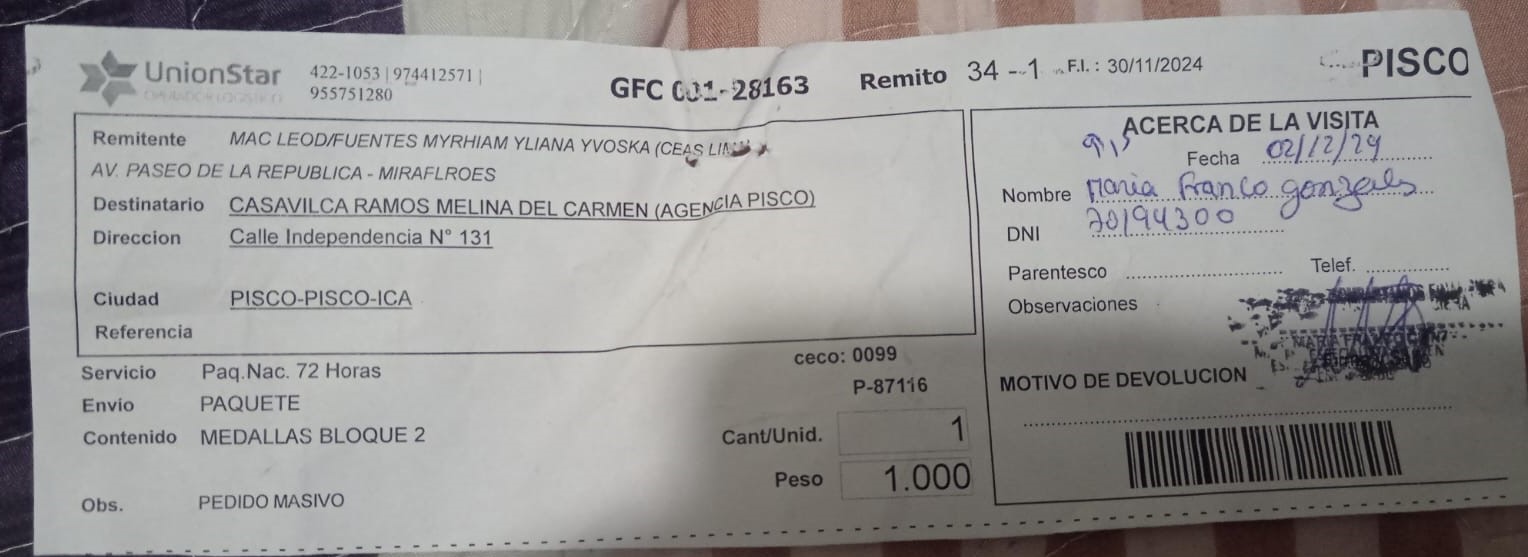 UnionStar
OPERADOR LOGISTICO
422-1053 | 974412571 |
955751280
GFC 001-28163
Remito 34 - 1 F.I. : 30/11/2024
PISCO
Remitente MAC LEOD/FUENTES MYRHIAM YLIANA YVOSKA (CEAS
AV. PASEO DE LA REPUBLICA - MIRAFLROES
Destinatario CASAVILCA RAMOS MELINA DEL CARMEN (AGENCIA PISCO)
Direccion Calle Independencia N° 131
Ciudad PISCO-PISCO-ICA
Referencia
Servicio Paq.Nac. 72 Horas
Envio PAQUETE
Contenido MEDALLAS BLOQUE 2
Obs. PEDIDO MASIVO
ceco: 0099
P-87116
Cant/Unid. 1
Peso 1.000
ACERCA DE LA VISITA
Fecha 02/12/24
Nombre Maria Franco
DNI 70194300
Parentesco Telef.
Observaciones
MOTIVO DE DEVOLUCION